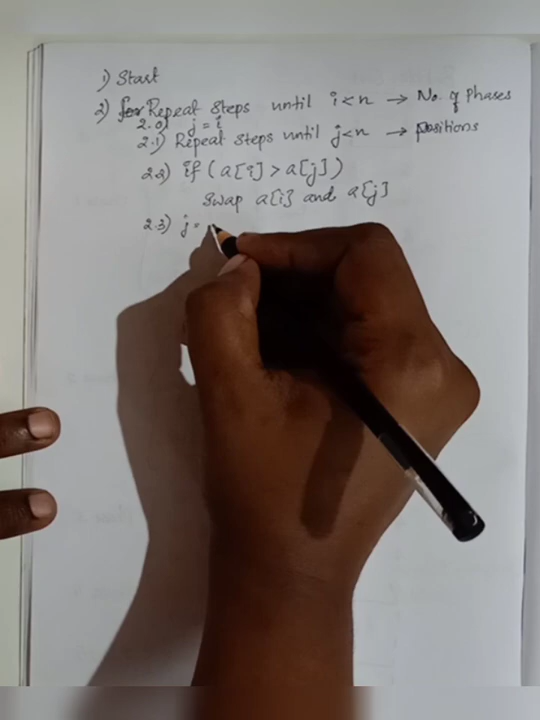 1) Start
2) Repeat Steps until i < n → No. of Phases
2.0) j = i
2.1) Repeat Steps until j < n → positions
2.2) if (a[i] > a[j])
Swap a[i] and a[j]
2.3) j =